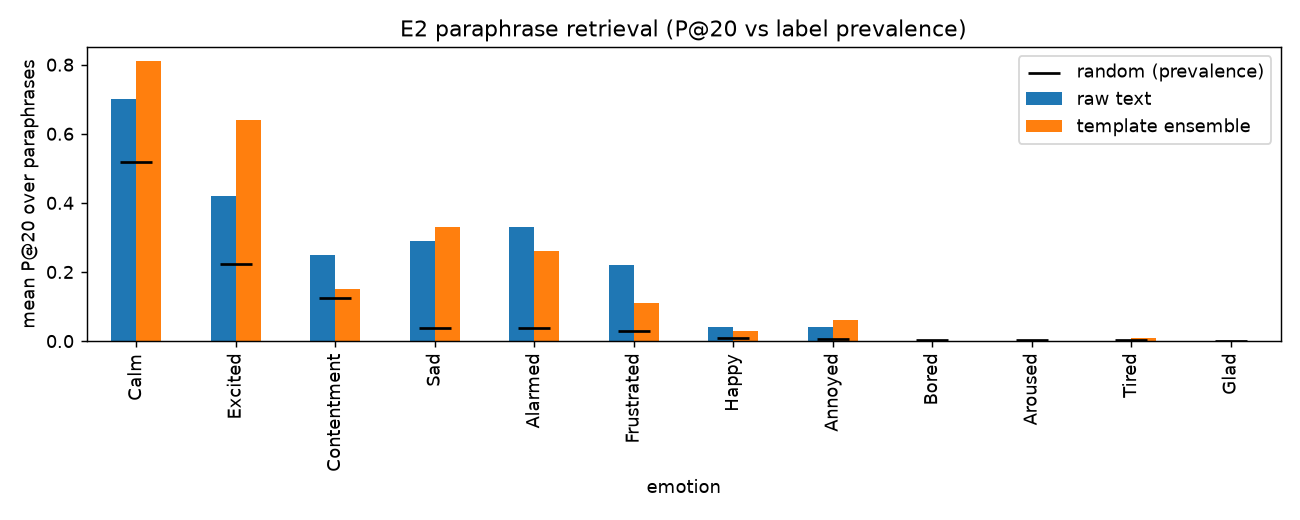 E2 paraphrase retrieval (P@20 vs label prevalence)
mean P@20 over paraphrases
0.8
0.6
0.4
0.2
0.0
random (prevalence)
raw text
template ensemble
Calm
Excited
Contentment
Sad
Alarmed
Frustrated
Happy
Annoyed
Bored
Aroused
Tired
Glad
emotion